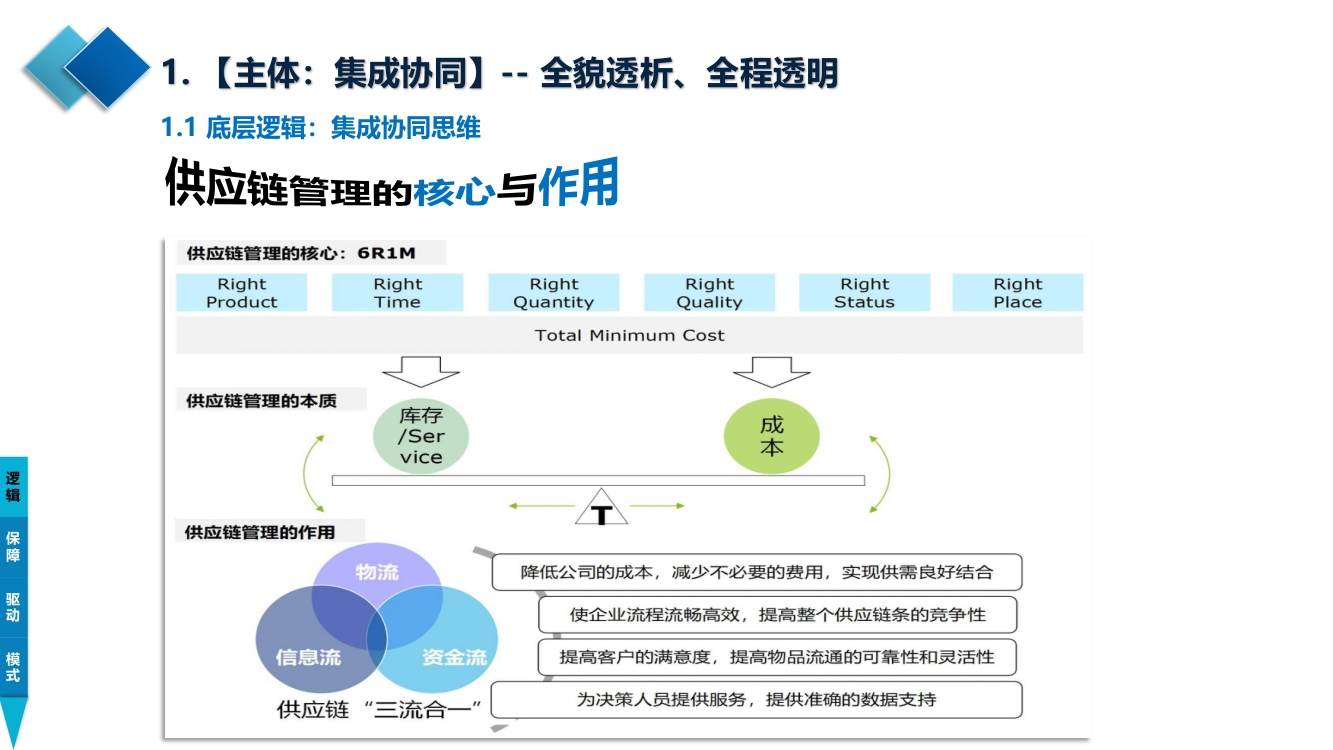 1. 【主体：集成协同】-- 全貌透析、全程透明
1.1 底层逻辑：集成协同思维
供应链管理的核心与作用
供应链管理的核心：6R1M
Right
Product
Right
Time
Right
Quantity
Right
Quality
Right
Status
Right
Place
Total Minimum Cost
供应链管理的本质
库存
/Ser
vice
成
本
T
供应链管理的作用
物流
信息流
资金流
供应链“三流合一”
降低公司的成本，减少不必要的费用，实现供需良好结合
使企业流程流畅高效，提高整个供应链条的竞争性
提高客户的满意度，提高物品流通的可靠性和灵活性
为决策人员提供服务，提供准确的数据支持
逻
辑
保
障
驱
动
模
式